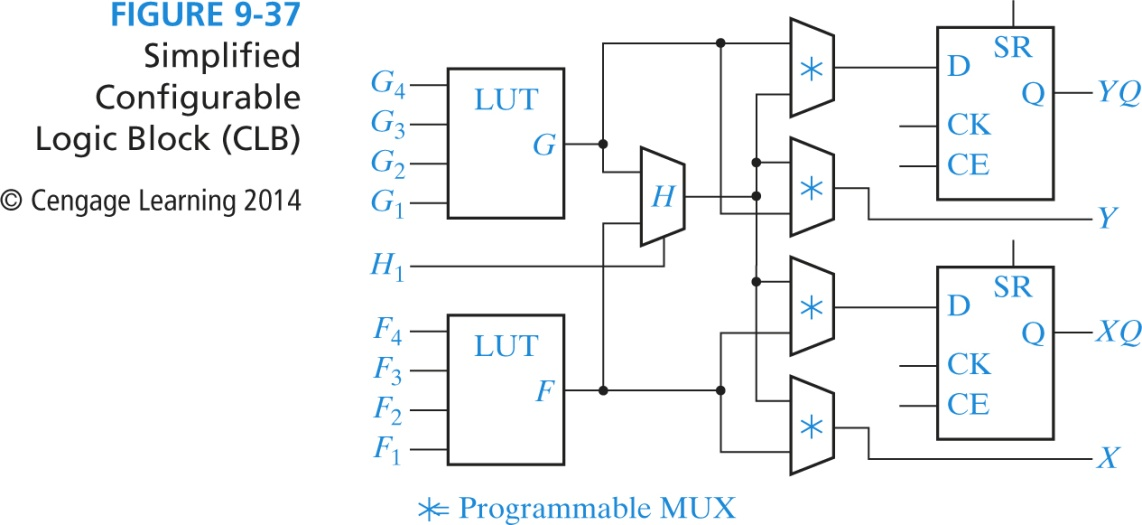 FIGURE 9-37
Simplified
Configurable
Logic Block (CLB)
© Cengage Learning 2014
G4
G3
G2
G1
LUT
G
H1
H
F4
F3
F2
F1
LUT
F
*
*
*
*
SR
D
Q
CK
CE
YQ
Y
SR
D
Q
CK
CE
XQ
X
*= Programmable MUX